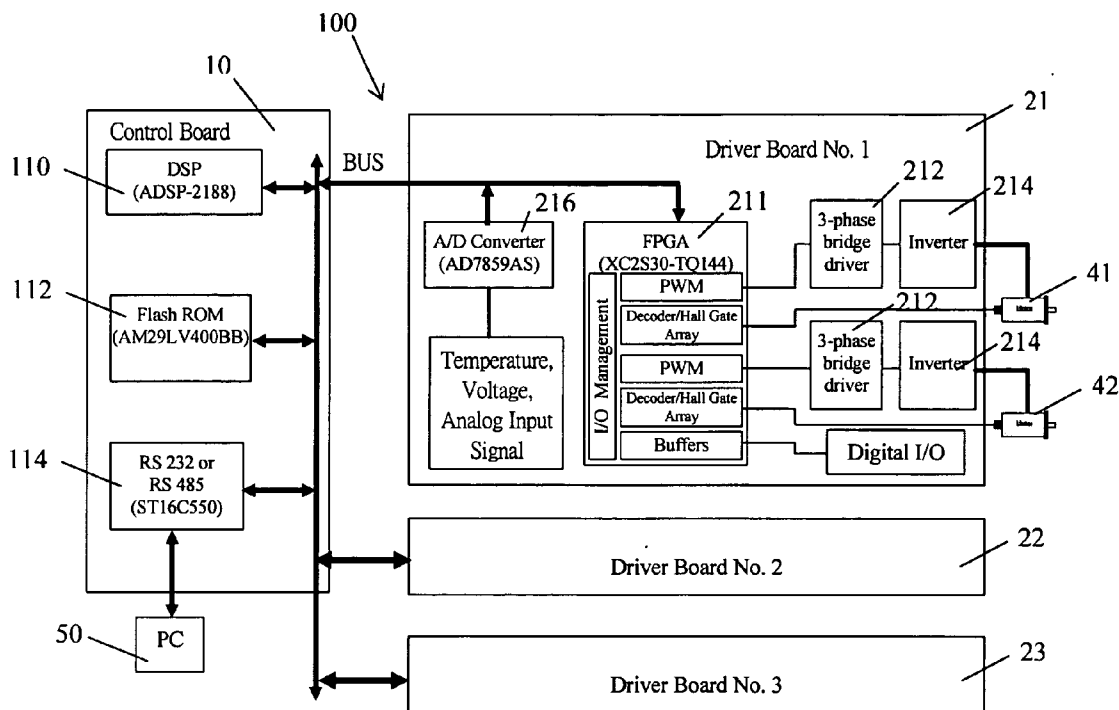 100
10
21
Control Board
BUS
Driver Board No. 1
110
DSP
(ADSP-2188)
212
214
216
211
A/D Converter
(AD7859AS)
FPGA
(XC2S30-TQ144)
3-phase
bridge
driver
Inverter
I/O Management
PWM
Decoder/Hall Gate
Array
PWM
Decoder/Hall Gate
Array
Buffers
41
112
Flash ROM
(AM29LV400BB)
212
214
3-phase
bridge
driver
Inverter
42
Temperature,
Voltage,
Analog Input
Signal
Digital I/O
114
RS 232 or
RS 485
(ST16C550)
22
Driver Board No. 2
50
PC
23
Driver Board No. 3